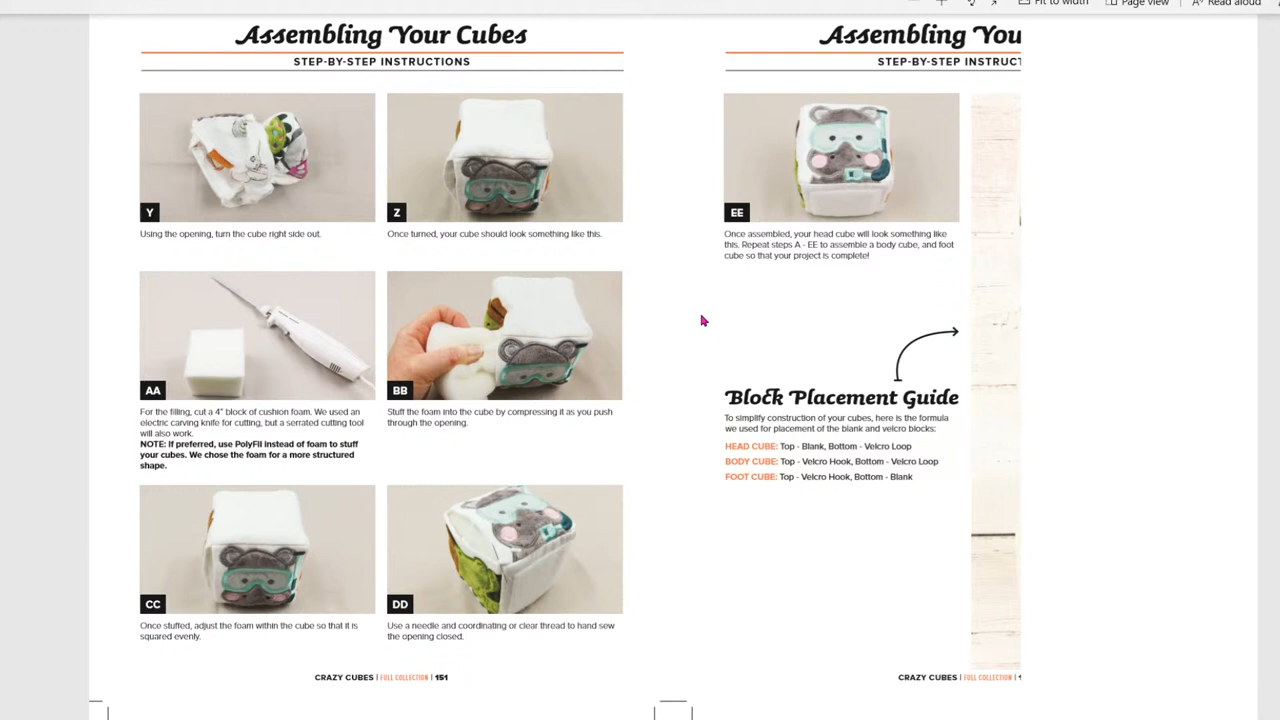 Fit to width
Page view
Read aloud
Assembling Your Cubes
STEP-BY-STEP INSTRUCTIONS
Y
Using the opening, turn the cube right side out.
Z
Once turned, your cube should look something like this.
AA
For the filling, cut a 4" block of cushion foam. We used an
electric carving knife for cutting, but a serrated cutting tool
will also work.
NOTE: If preferred, use PolyFil instead of foam to stuff
your cubes. We chose the foam for a more structured
shape.
BB
Stuff the foam into the cube by compressing it as you push
through the opening.
CC
Once stuffed, adjust the foam within the cube so that it is
squared evenly.
DD
Use a needle and coordinating or clear thread to hand sew
the opening closed.
CRAZY CUBES | FULL COLLECTION | 151
Assembling You
STEP-BY-STEP INSTRUCT
EE
Once assembled, your head cube will look something like
this. Repeat steps A - EE to assemble a body cube, and foot
cube so that your project is complete!
Block Placement Guide
To simplify construction of your cubes, here is the formula
we used for placement of the blank and velcro blocks:
HEAD CUBE: Top - Blank, Bottom - Velcro Loop
BODY CUBE: Top - Velcro Hook, Bottom - Velcro Loop
FOOT CUBE: Top - Velcro Hook, Bottom - Blank
CRAZY CUBES | FULL COLLECTION | 1